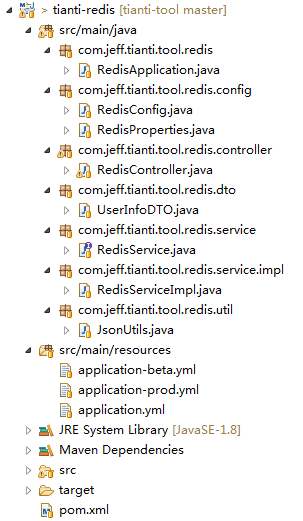 > tianti-redis [tianti-tool master]
src/main/java
com.jeff.tianti.tool.redis
RedisApplication.java
com.jeff.tianti.tool.redis.config
RedisConfig.java
RedisProperties.java
com.jeff.tianti.tool.redis.controller
RedisController.java
com.jeff.tianti.tool.redis.dto
UserInfoDTO.java
com.jeff.tianti.tool.redis.service
RedisService.java
com.jeff.tianti.tool.redis.service.impl
RedisServiceImpl.java
com.jeff.tianti.tool.redis.util
JsonUtils.java
src/main/resources
application-beta.yml
application-prod.yml
application.yml
JRE System Library [JavaSE-1.8]
Maven Dependencies
src
target
pom.xml